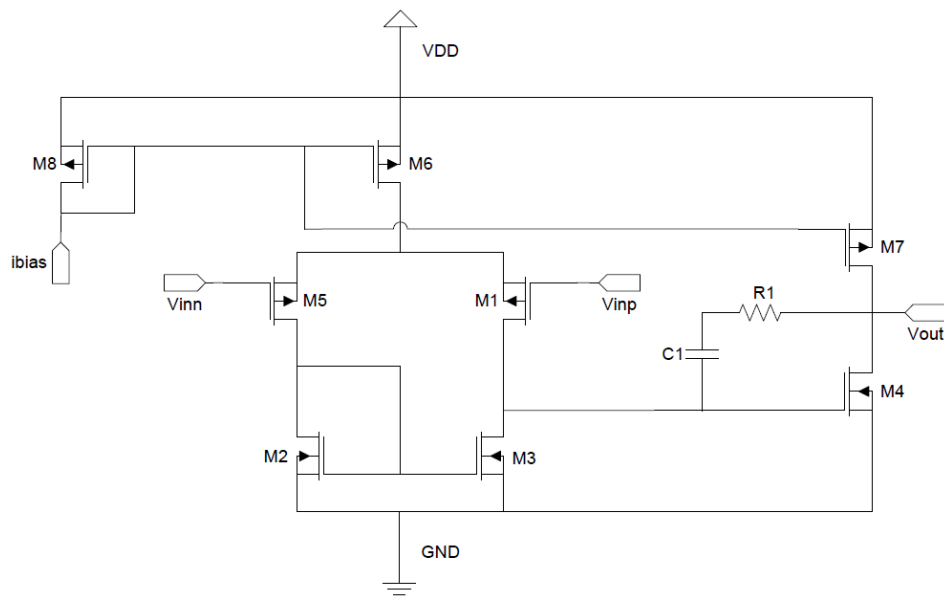 VDD
M8
M6
M7
ibias
Vinn
M5
M1
Vinp
R1
Vout
C1
M4
M2
M3
GND